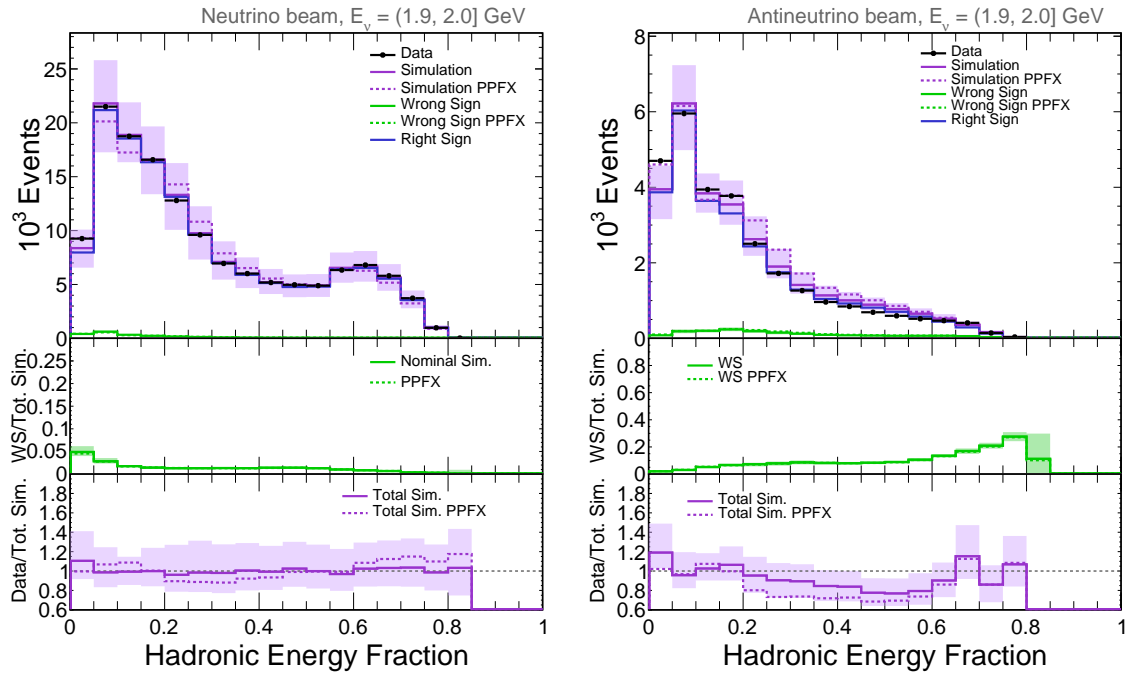 Neutrino beam, Eν = (1.9, 2.0] GeV
10³ Events
25
20
15
10
5
0
Data
Simulation
Simulation PPFX
Wrong Sign
Wrong Sign PPFX
Right Sign
WS/Tot. Sim.
0.25
0.2
0.15
0.1
0.05
0
Nominal Sim.
PPFX
Data/Tot. Sim.
1.8
1.6
1.4
1.2
1
0.8
0.6
Total Sim.
Total Sim. PPFX
0 0.2 0.4 0.6 0.8 1
Hadronic Energy Fraction
Antineutrino beam, Eν = (1.9, 2.0] GeV
10³ Events
8
6
4
2
0
Data
Simulation
Simulation PPFX
Wrong Sign
Wrong Sign PPFX
Right Sign
WS/Tot. Sim.
0.8
0.6
0.4
0.2
0
WS
WS PPFX
Data/Tot. Sim.
1.8
1.6
1.4
1.2
1
0.8
0.6
Total Sim.
Total Sim. PPFX
0 0.2 0.4 0.6 0.8 1
Hadronic Energy Fraction